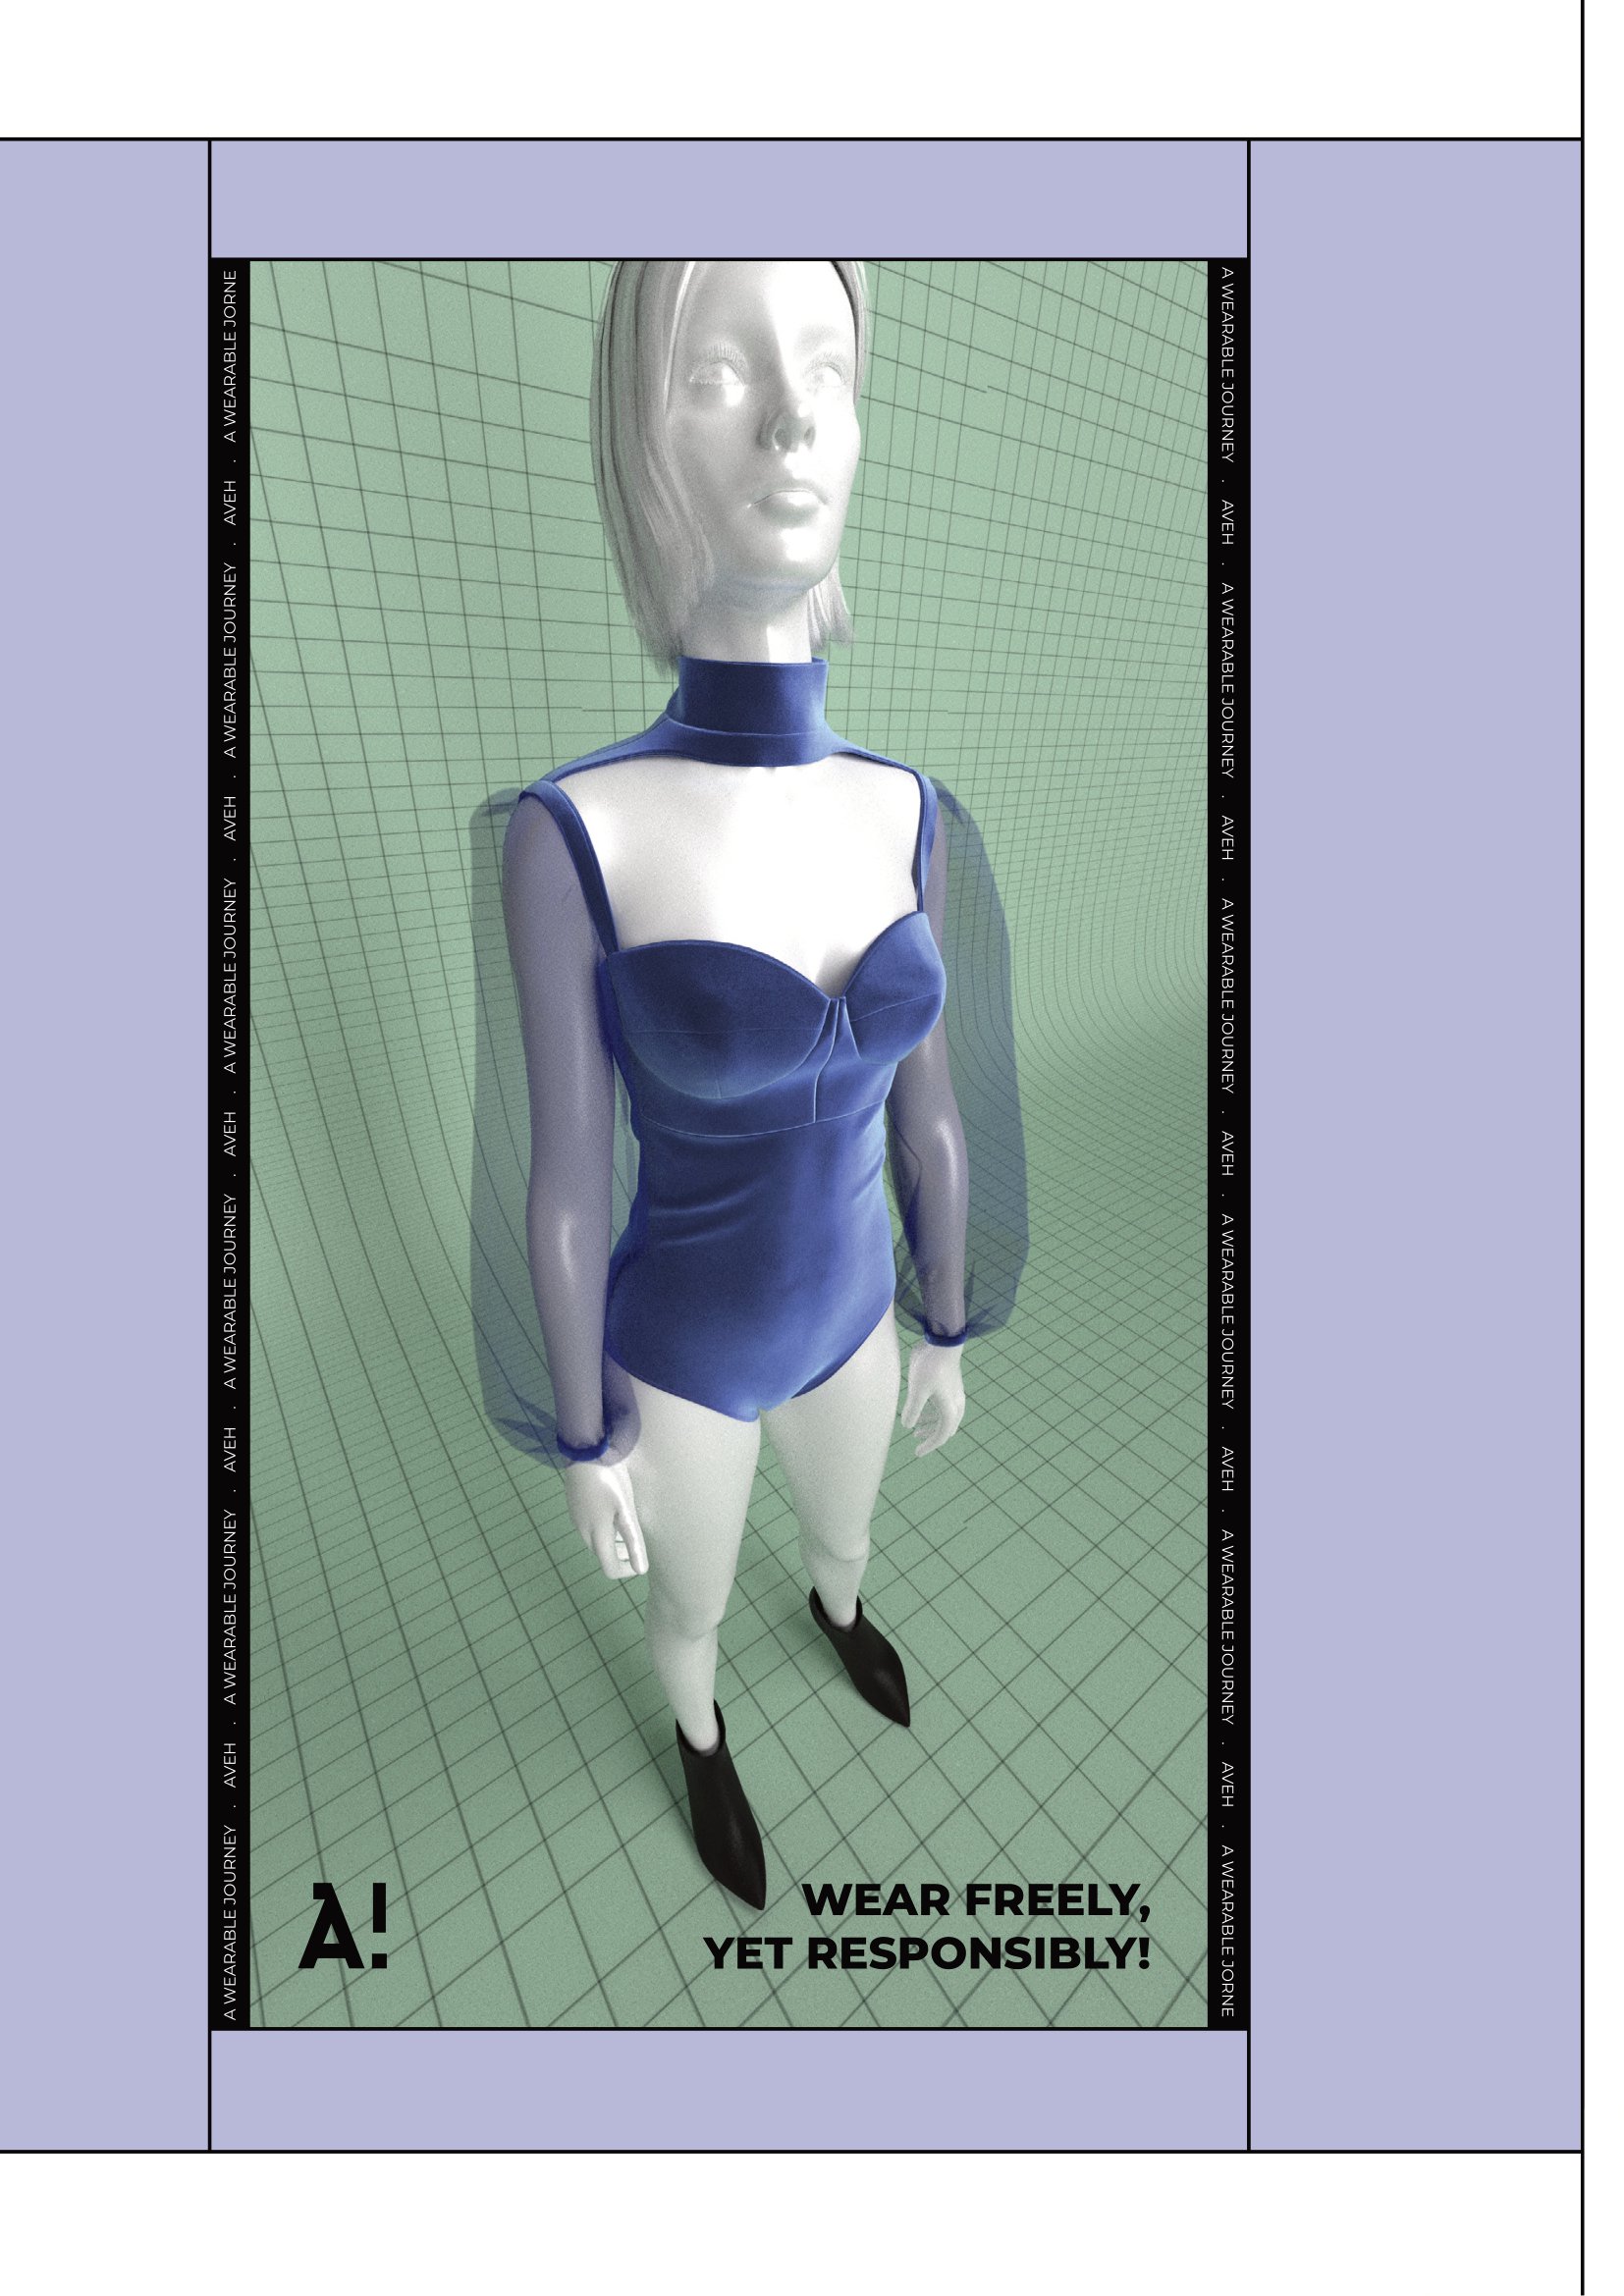 A WEARABLE JOURNEY . AVEH . A WEARABLE JOURNEY . AVEH . A WEARABLE JOURNEY . AVEH . A WEARABLE JOURNEY . AVEH . A WEARABLE JOURNEY . AVEH . A WEARABLE JORNE
A!
WEAR FREELY,
YET RESPONSIBLY!
A WEARABLE JOURNEY . AVEH . A WEARABLE JOURNEY . AVEH . A WEARABLE JOURNEY . AVEH . A WEARABLE JOURNEY . AVEH . A WEARABLE JOURNEY . AVEH . A WEARABLE JORNE